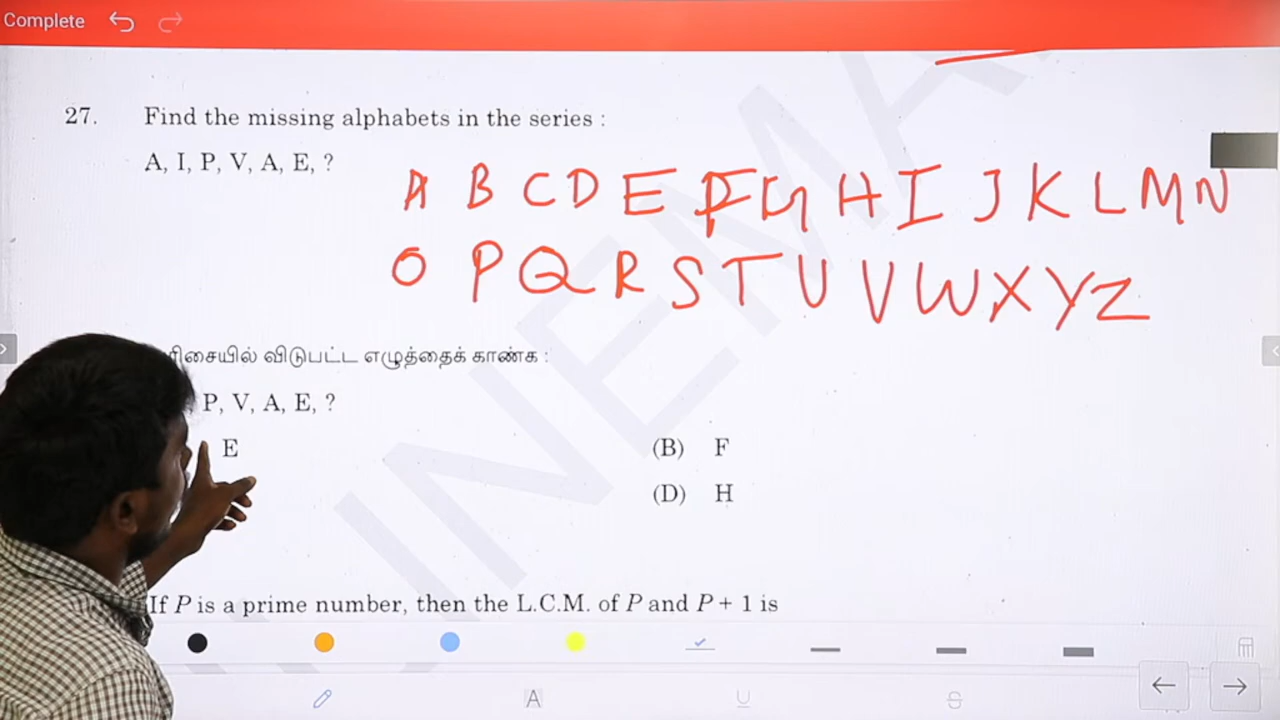 Complete
27. Find the missing alphabets in the series :
A, I, P, V, A, E, ?
A B C D E F G H I J K L M N
O P Q R S T U V W X Y Z
விடுபட்ட எழுத்தைக் காண்க :
P, V, A, E, ?
E (B) F
(D) H
If P is a prime number, then the L.C.M. of P and P + 1 is
A U S